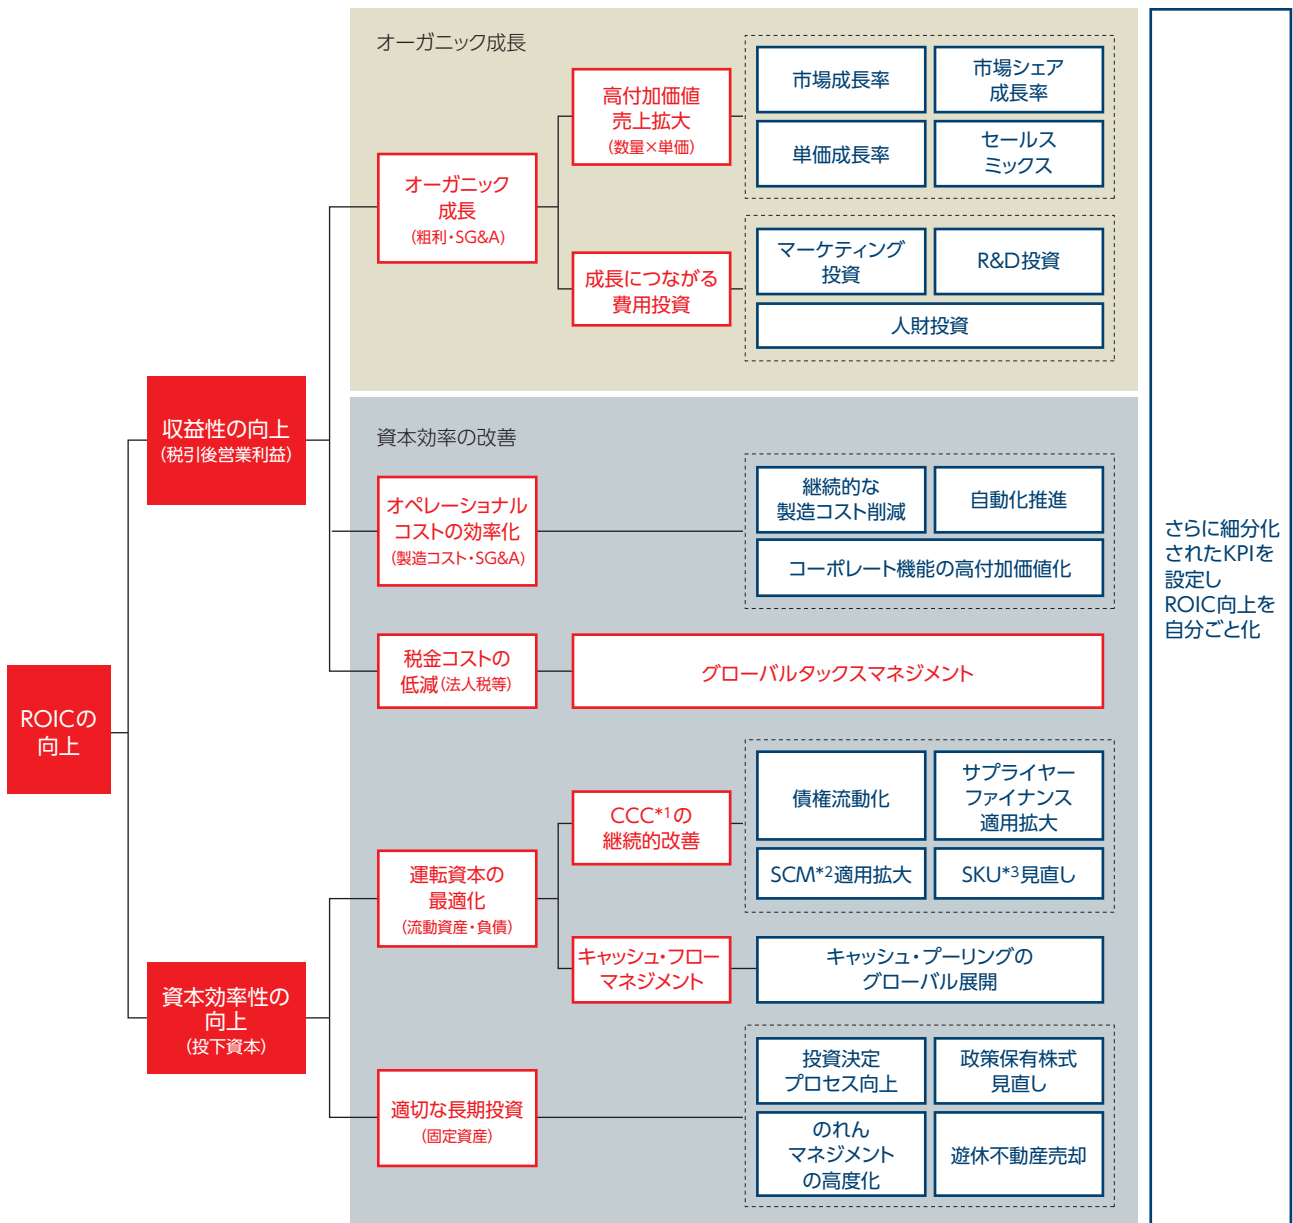 オーガニック成長
高付加価値
売上拡大
(数量×単価)
市場成長率
市場シェア
成長率
単価成長率
セールス
ミックス
オーガニック
成長
(粗利・SG&A)
成長につながる
費用投資
マーケティング
投資
R&D投資
人財投資
収益性の向上
(税引後営業利益)
資本効率の改善
オペレーショナル
コストの効率化
(製造コスト・SG&A)
継続的な
製造コスト削減
自動化推進
コーポレート機能の高付加価値化
税金コストの
低減(法人税等)
グローバルタックスマネジメント
ROICの
向上
運転資本の
最適化
(流動資産・負債)
CCC*1の
継続的改善
債権流動化
サプライヤー
ファイナンス
適用拡大
SCM*2適用拡大
SKU*3見直し
キャッシュ・フロー
マネジメント
キャッシュ・プーリングの
グローバル展開
資本効率性の
向上
(投下資本)
適切な長期投資
(固定資産)
投資決定
プロセス向上
政策保有株式
見直し
のれん
マネジメント
の高度化
遊休不動産売却
さらに細分化
されたKPIを
設定し
ROIC向上を
自分ごと化